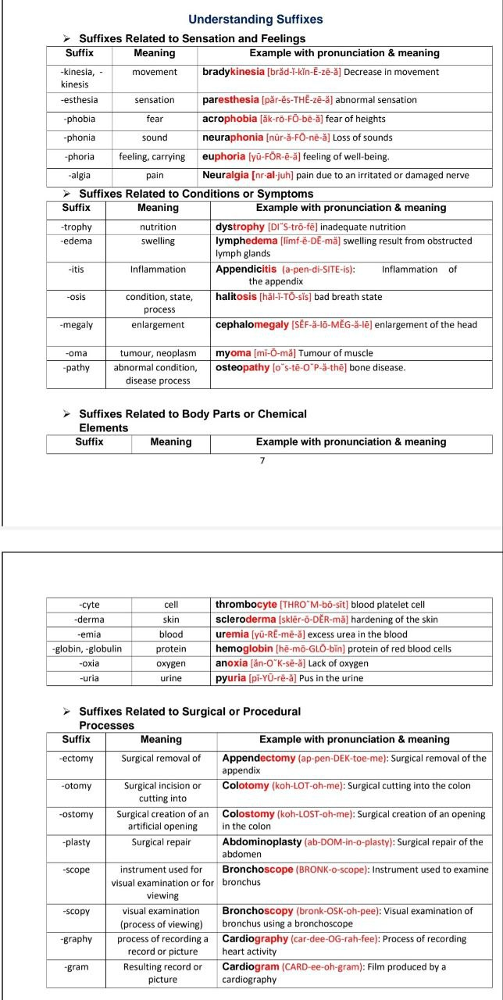 Understanding Suffixes
➢ Suffixes Related to Sensation and Feelings
Suffix Meaning Example with pronunciation & meaning
-kinesia, - kinesis movement bradykinesia [brăd-ĭ-kĭn-Ē-zē-ă] Decrease in movement
-esthesia sensation paresthesia [păr-ĕs-THĒ-zē-ă] abnormal sensation
-phobia fear acrophobia [ăk-rō-FŌ-bē-ă] fear of heights
-phonia sound neuraphonia [nūr-ă-FŌ-nē-ă] Loss of sounds
-phoria feeling, carrying euphoria [yū-FŌR-ē-ă] feeling of well-being.
-algia pain Neuralgia [nr·al·juh] pain due to an irritated or damaged nerve
➢ Suffixes Related to Conditions or Symptoms
Suffix Meaning Example with pronunciation & meaning
-trophy nutrition dystrophy [DI˘S-trō-fē] inadequate nutrition
-edema swelling lymphedema [lĭmf-ĕ-DĒ-mă] swelling result from obstructed
lymph glands
-itis Inflammation Appendicitis (a-pen-di-SITE-is): Inflammation of
the appendix
-osis condition, state, halitosis [hăl-ĭ-TŌ-sĭs] bad breath state
process
-megaly enlargement cephalomegaly [SĔF-ă-lō-MĔG-ă-lē] enlargement of the head
-oma tumour, neoplasm myoma [mī-Ō-mă] Tumour of muscle
-pathy abnormal condition, osteopathy [o˘s-tē-O˘P-ă-thē] bone disease.
disease process
➢ Suffixes Related to Body Parts or Chemical
Elements
Suffix Meaning Example with pronunciation & meaning
7
-cyte cell thrombocyte [THRO˘M-bō-sīt] blood platelet cell
-derma skin scleroderma [sklēr-ō-DĔR-mă] hardening of the skin
-emia blood uremia [yū-RĒ-mē-ă] excess urea in the blood
-globin, -globulin protein hemoglobin [hē-mō-GLŌ-bĭn] protein of red blood cells
-oxia oxygen anoxia [ăn-O˘K-sē-ă] Lack of oxygen
-uria urine pyuria [pī-YŪ-rē-ă] Pus in the urine
➢ Suffixes Related to Surgical or Procedural
Processes
Suffix Meaning Example with pronunciation & meaning
-ectomy Surgical removal of Appendectomy (ap-pen-DEK-toe-me): Surgical removal of the
appendix
-otomy Surgical incision or Colotomy (koh-LOT-oh-me): Surgical cutting into the colon
cutting into
-ostomy Surgical creation of an Colostomy (koh-LOST-oh-me): Surgical creation of an opening
artificial opening in the colon
-plasty Surgical repair Abdominoplasty (ab-DOM-in-o-plasty): Surgical repair of the
abdomen
-scope instrument used for Bronchoscope (BRONK-o-scope): Instrument used to examine
visual examination or for bronchus
viewing
-scopy visual examination Bronchoscopy (bronk-OSK-oh-pee): Visual examination of
(process of viewing) bronchus using a bronchoscope
-graphy process of recording a Cardiography (car-dee-OG-rah-fee): Process of recording
record or picture heart activity
-gram Resulting record or Cardiogram (CARD-ee-oh-gram): Film produced by a
picture cardiography